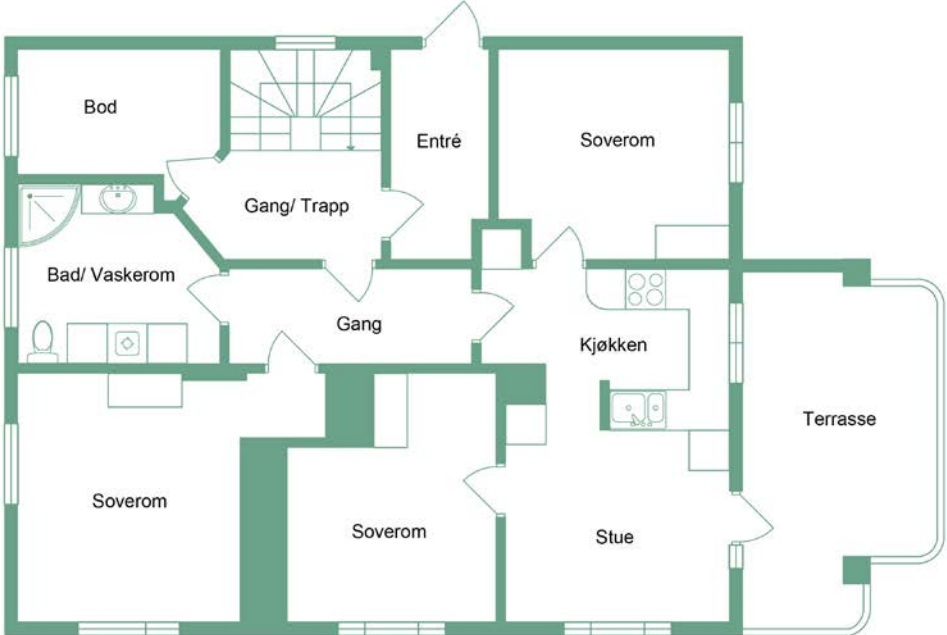 Bod
Entré
Soverom
Gang/ Trapp
Bad/ Vaskerom
Gang
Kjøkken
Terrasse
Soverom
Soverom
Stue